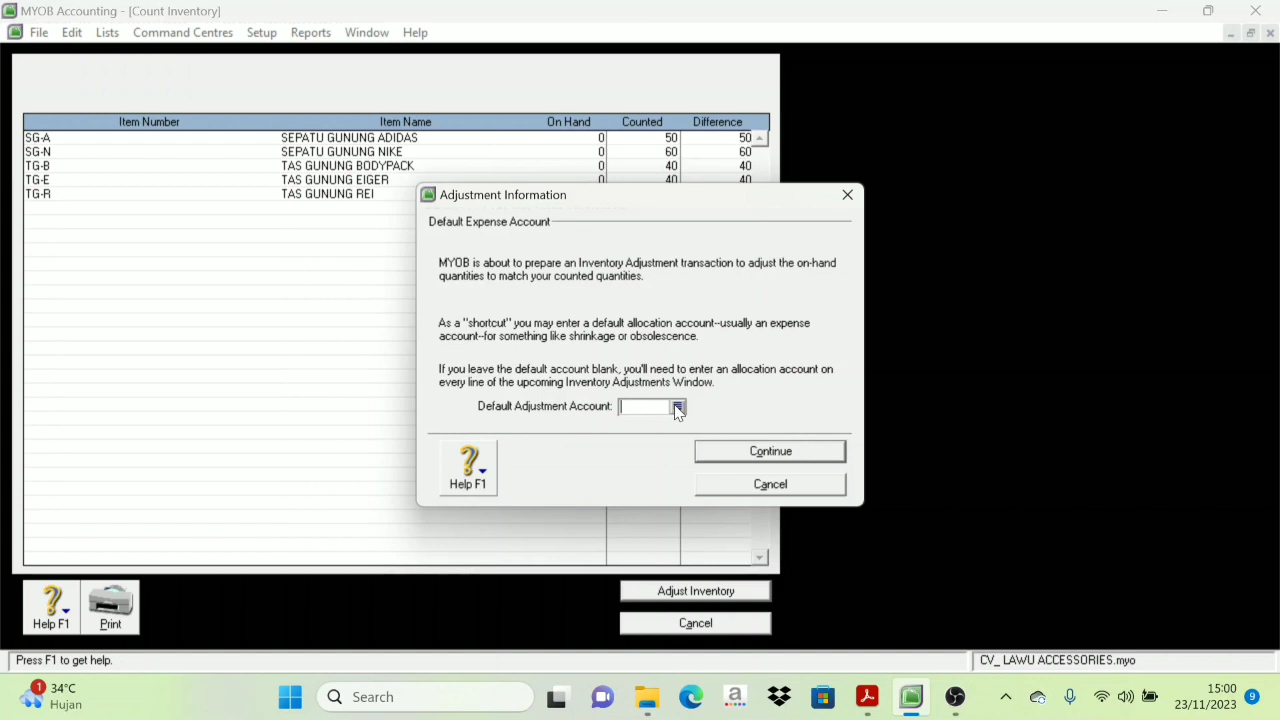 MYOB Accounting - [Count Inventory]
File Edit Lists Command Centres Setup Reports Window Help
Item Number Item Name On Hand Counted Difference
SG-A SEPATU GUNUNG ADIDAS 0 50 50
SG-N SEPATU GUNUNG NIKE 0 60 60
TG-B TAS GUNUNG BODYPACK 0 40 40
TG-E TAS GUNUNG EIGER 0 40 40
TG-R TAS GUNUNG REI
Adjustment Information
Default Expense Account
MYOB is about to prepare an Inventory Adjustment transaction to adjust the on-hand
quantities to match your counted quantities.
As a "shortcut" you may enter a default allocation account--usually an expense
account--for something like shrinkage or obsolescence.
If you leave the default account blank, you'll need to enter an allocation account on
every line of the upcoming Inventory Adjustments Window.
Default Adjustment Account:
Continue
Help F1
Cancel
Adjust Inventory
Help F1 Print
Cancel
Press F1 to get help. CV_ LAWU ACCESSORIES.myo
1 34°C
Hujan
Search
a
15:00
23/11/2023
9